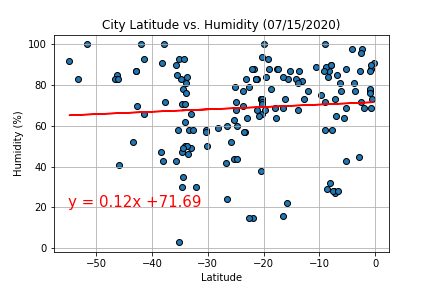 City Latitude vs. Humidity (07/15/2020)
100
80
60
40
20
0
Humidity (%)
y = 0.12x +71.69
−50 −40 −30 −20 −10 0
Latitude